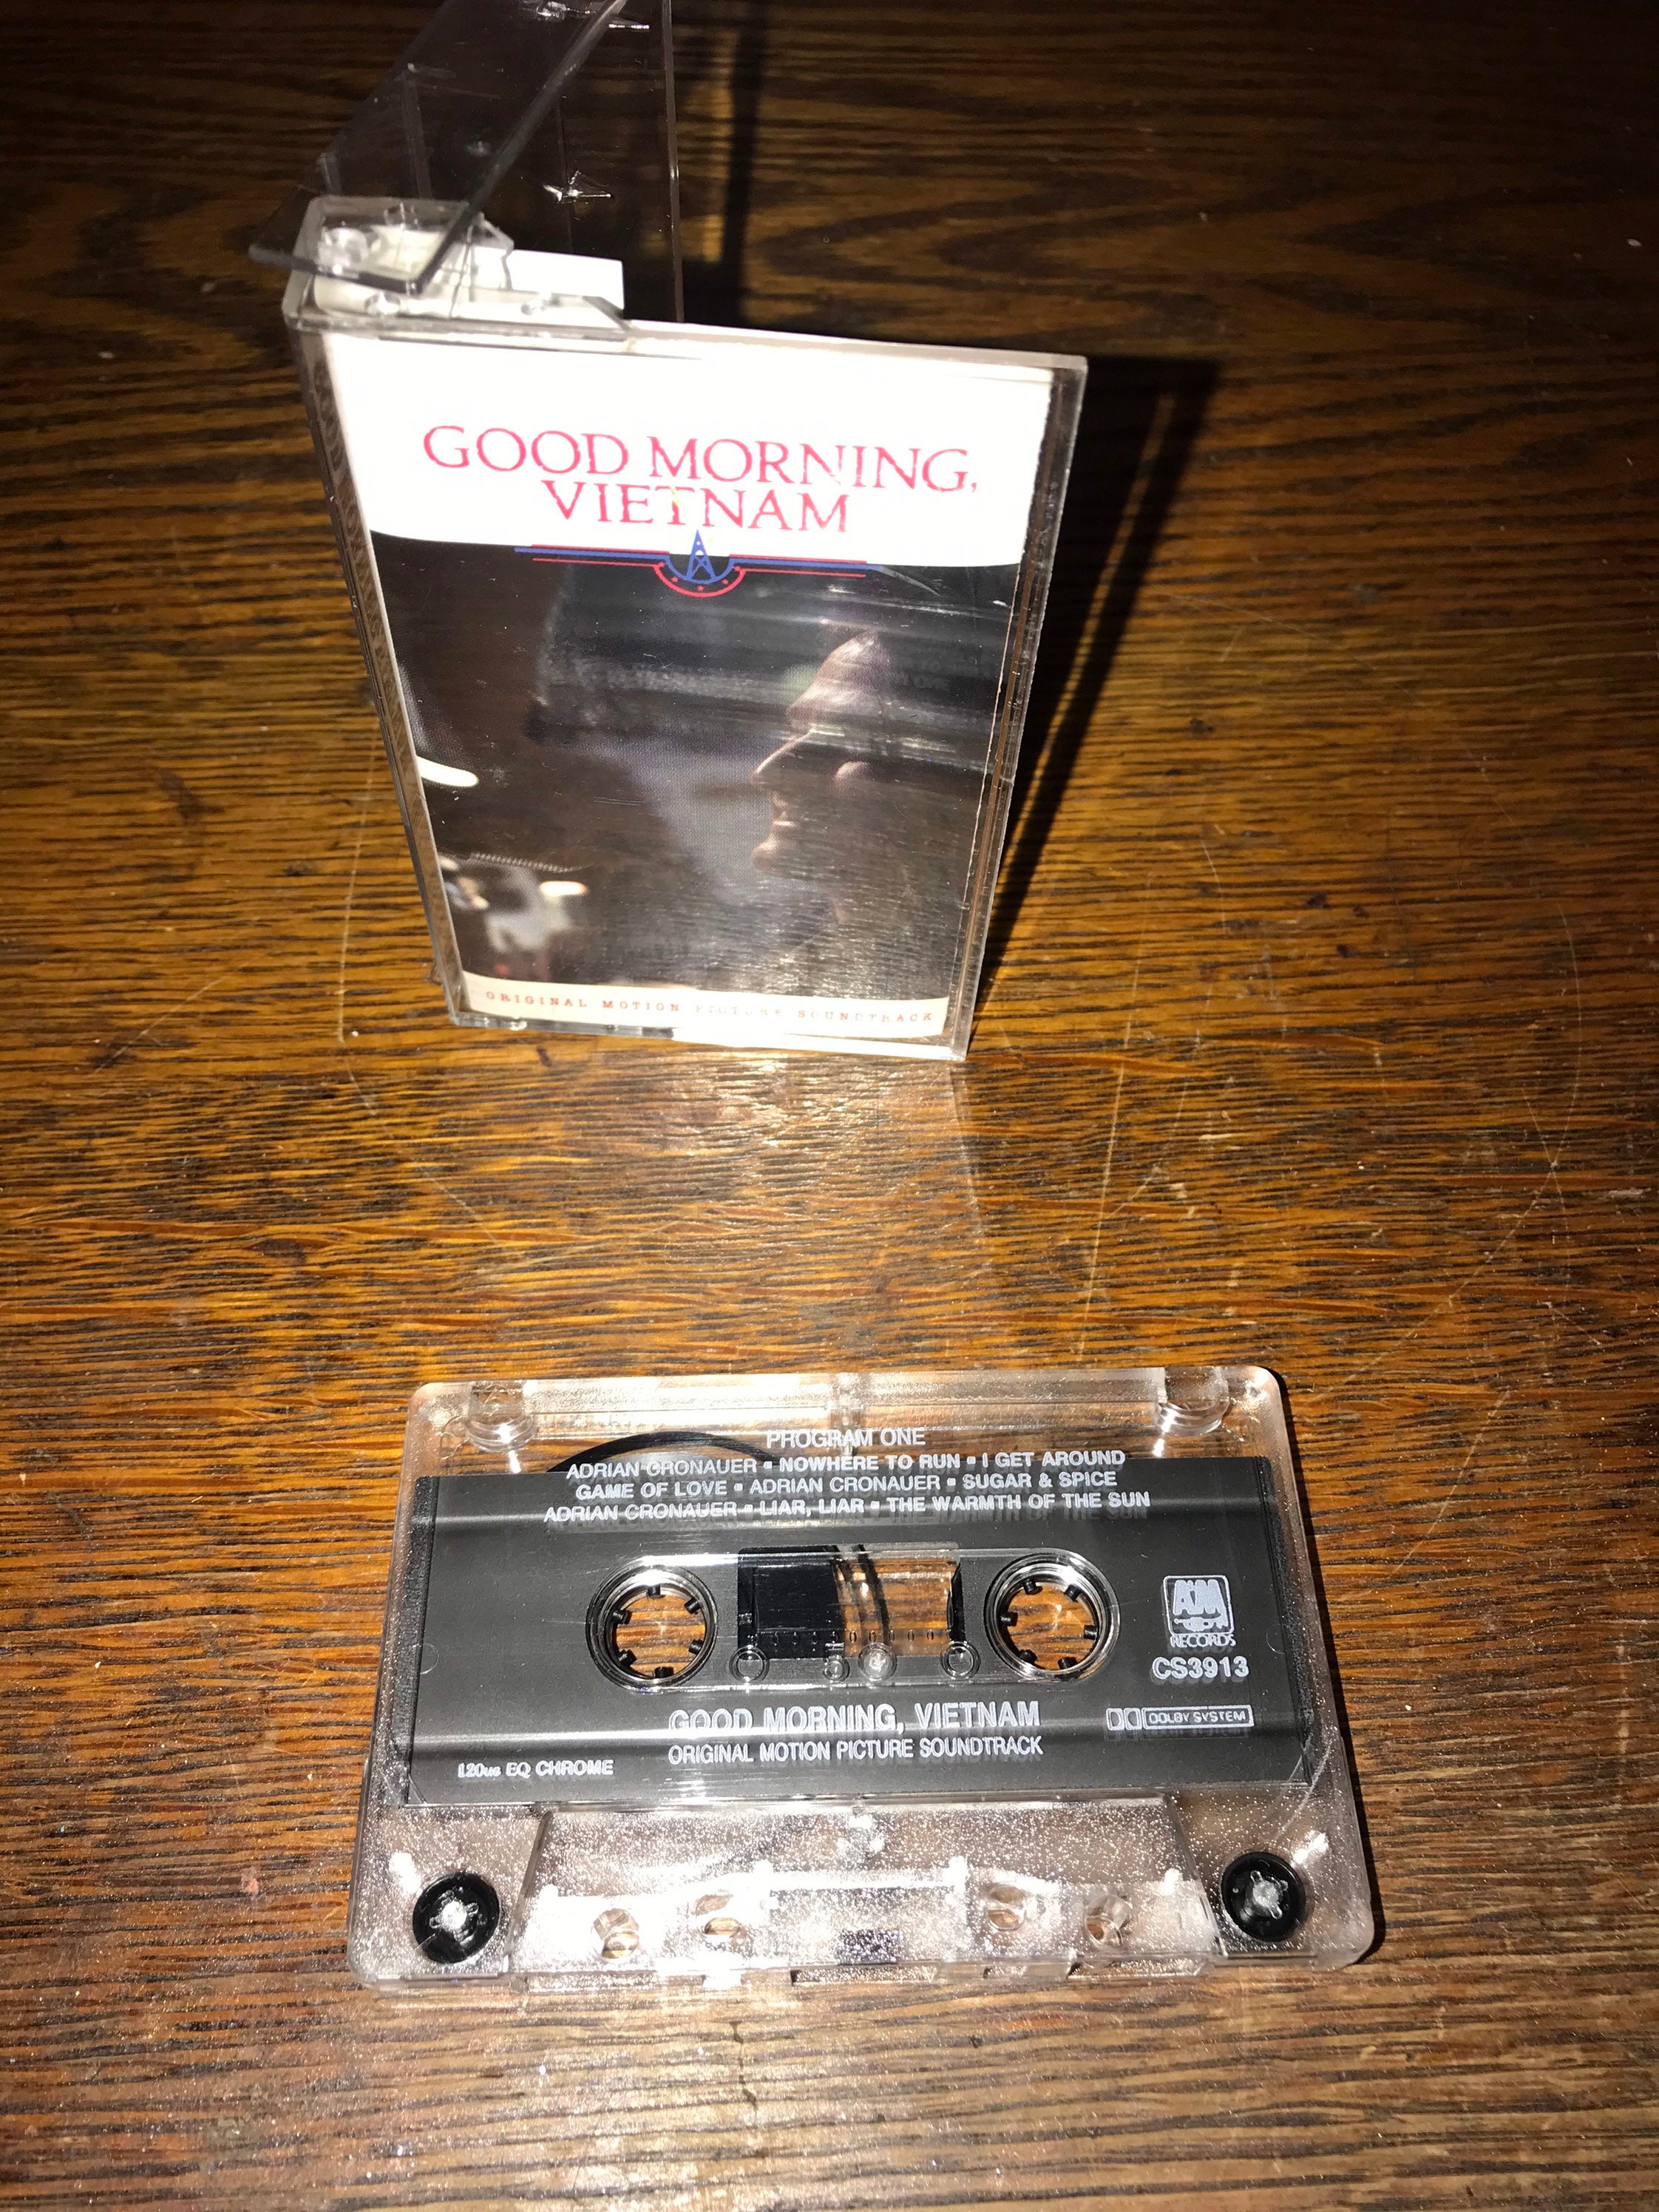 GOOD MORNING,
VIETNAM
ORIGINAL MOTION PICTURE SOUNDTRACK
PROGRAM ONE
ADRIAN CRONAUER ▪ NOWHERE TO RUN ▪ I GET AROUND
GAME OF LOVE ▪ ADRIAN CRONAUER ▪ SUGAR & SPICE
ADRIAN CRONAUER ▪ LIAR, LIAR ▪ THE WARMTH OF THE SUN
A&M
RECORDS
CS3913
GOOD MORNING, VIETNAM
DOLBY SYSTEM
ORIGINAL MOTION PICTURE SOUNDTRACK
120us EQ CHROME